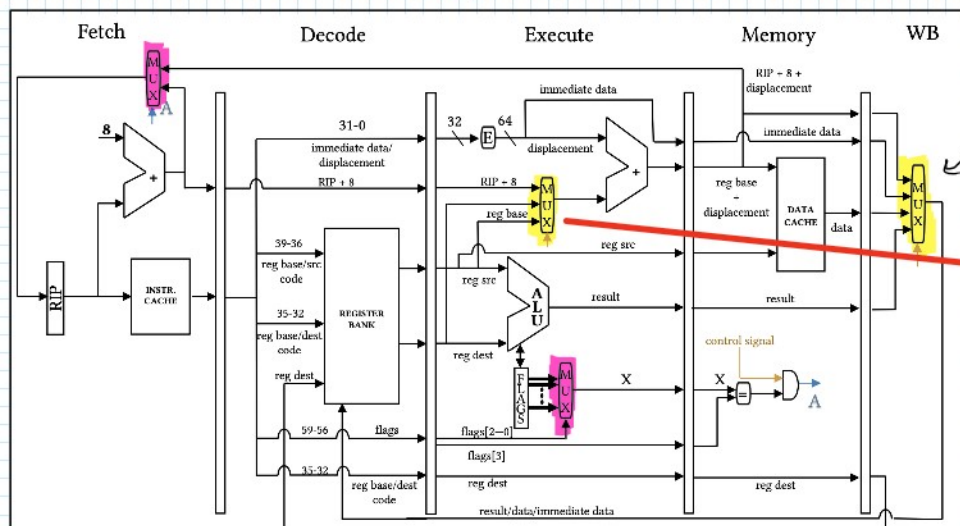 Fetch
Decode
Execute
Memory
WB
MUX
A
8
+
RIP
INSTR.
CACHE
31-0
immediate data/
displacement
RIP + 8
39-36
reg base/src
code
35-32
reg base/dest
code
reg dest
REGISTER
BANK
59-56
flags
35-32
reg base/dest
code
32
E
64
immediate data
displacement
+
RIP + 8
reg base
MUX
reg src
reg src
ALU
result
reg dest
FLAGS
MUX
X
flags[2—0]
flags[3]
reg dest
result/data/immediate data
RIP + 8 +
displacement
immediate data
reg base
-
displacement
DATA
CACHE
data
result
control signal
X
=
A
reg dest
MUX